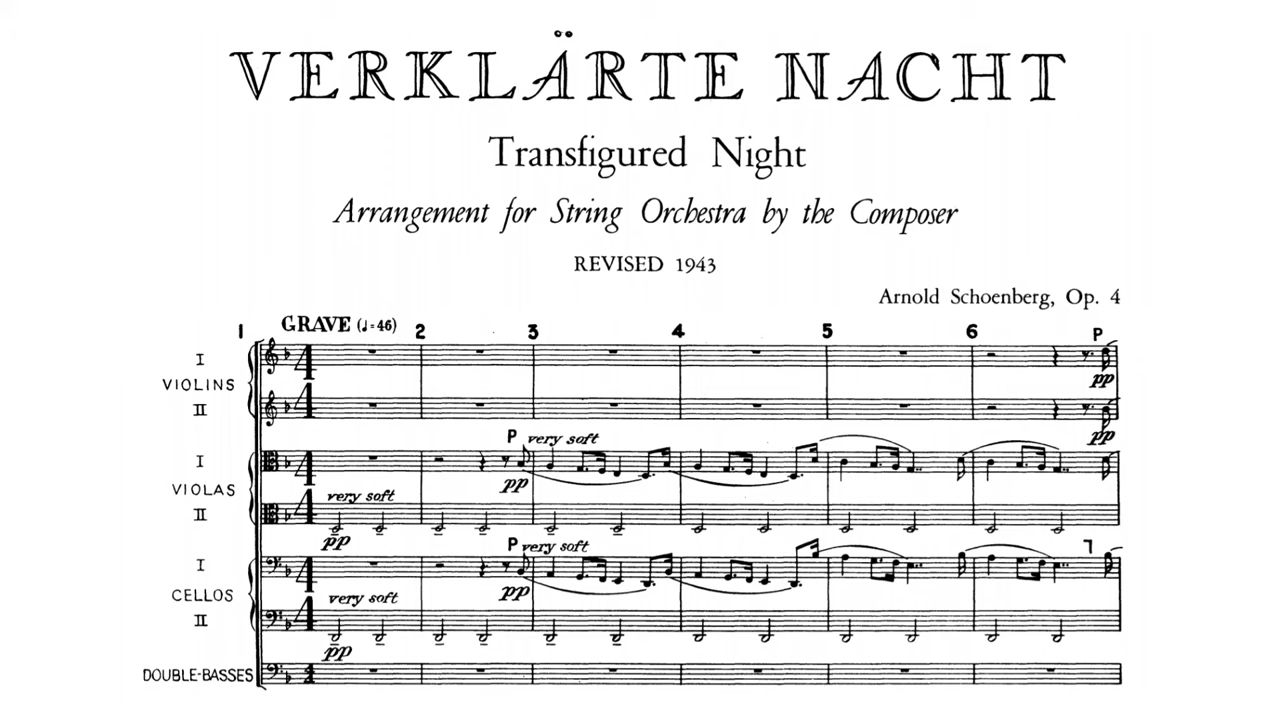 VERKLÄRTE NACHT
Transfigured Night
Arrangement for String Orchestra by the Composer
REVISED 1943
Arnold Schoenberg, Op. 4
1 GRAVE (♩=46) 2 3 4 5 6 P
I
VIOLINS
pp
II
pp
P very soft
I
pp
VIOLAS
very soft
II
pp
P very soft
I
pp
CELLOS
very soft
II
pp
DOUBLE-BASSES